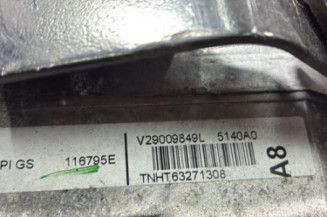 V29009849L 5140A0
PI GS 116795E
TNHT63271308
A8